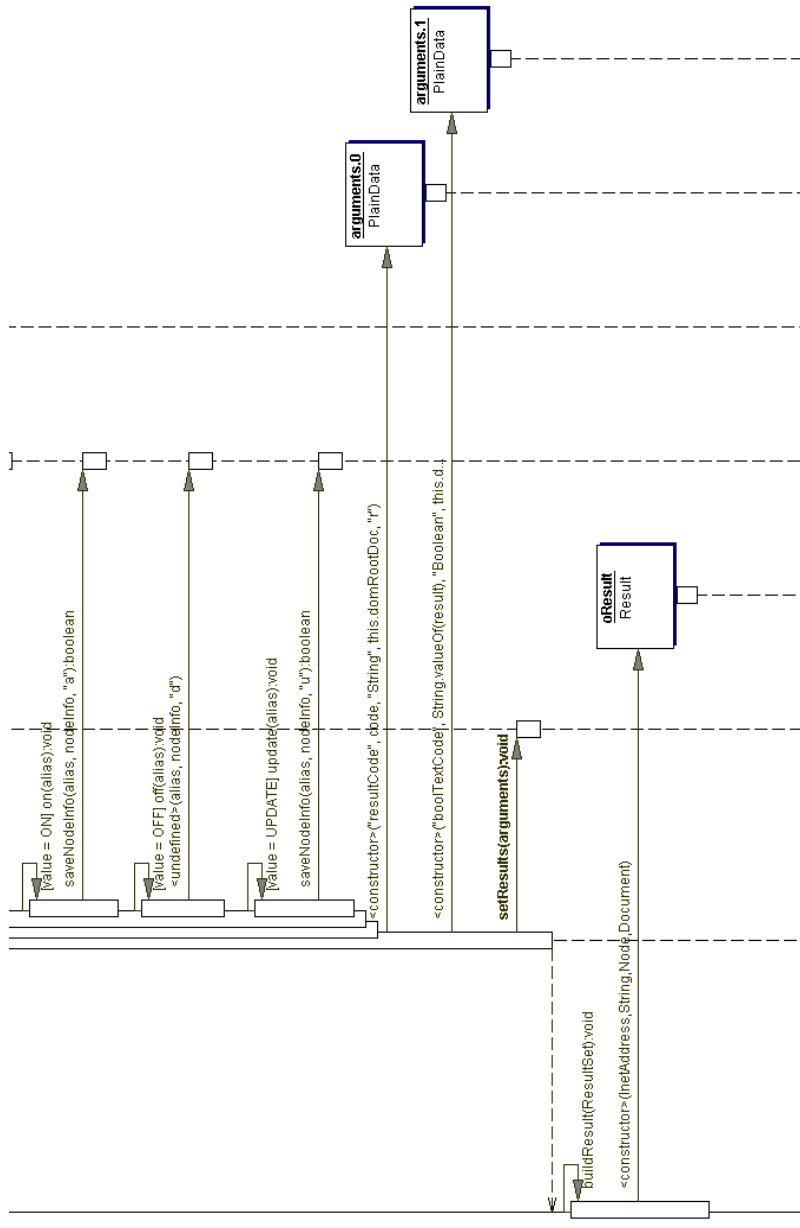 [value = ON] on(alias):void
saveNodeInfo(alias, nodeInfo, "a"):boolean
[value = OFF] off(alias):void
<undefined>(alias, nodeInfo, "d")
[value = UPDATE] update(alias):void
saveNodeInfo(alias, nodeInfo, "u"):boolean
arguments.0
PlainData
<constructor>("resultCode", code, "String", this.domRootDoc, "r")
arguments.1
PlainData
<constructor>("boolTextCode", String.valueOf(result), "Boolean", this.d...
setResults(arguments):void
buildResult(ResultSet):void
oResult
Result
<constructor>(InetAddress,String,Node,Document)